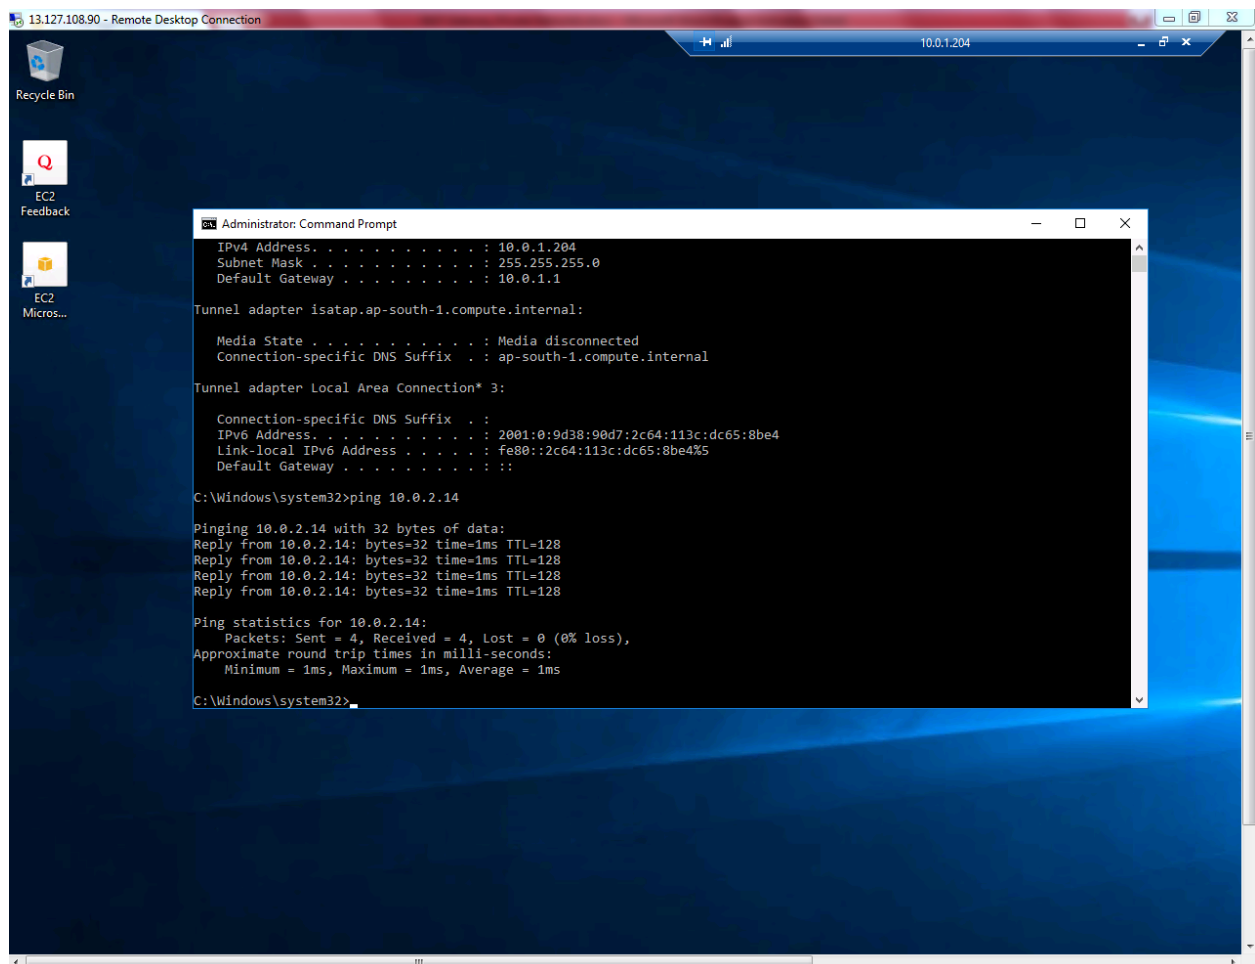 13.127.108.90 - Remote Desktop Connection
10.0.1.204
Recycle Bin
Q
EC2
Feedback
EC2
Micros...
Administrator: Command Prompt
   IPv4 Address. . . . . . . . . . . : 10.0.1.204
   Subnet Mask . . . . . . . . . . . : 255.255.255.0
   Default Gateway . . . . . . . . . : 10.0.1.1
Tunnel adapter isatap.ap-south-1.compute.internal:
   Media State . . . . . . . . . . . : Media disconnected
   Connection-specific DNS Suffix  . : ap-south-1.compute.internal
Tunnel adapter Local Area Connection* 3:
   Connection-specific DNS Suffix  . :
   IPv6 Address. . . . . . . . . . . : 2001:0:9d38:90d7:2c64:113c:dc65:8be4
   Link-local IPv6 Address . . . . . : fe80::2c64:113c:dc65:8be4%5
   Default Gateway . . . . . . . . . : ::
C:\Windows\system32>ping 10.0.2.14
Pinging 10.0.2.14 with 32 bytes of data:
Reply from 10.0.2.14: bytes=32 time=1ms TTL=128
Reply from 10.0.2.14: bytes=32 time=1ms TTL=128
Reply from 10.0.2.14: bytes=32 time=1ms TTL=128
Reply from 10.0.2.14: bytes=32 time=1ms TTL=128
Ping statistics for 10.0.2.14:
    Packets: Sent = 4, Received = 4, Lost = 0 (0% loss),
Approximate round trip times in milli-seconds:
    Minimum = 1ms, Maximum = 1ms, Average = 1ms
C:\Windows\system32>